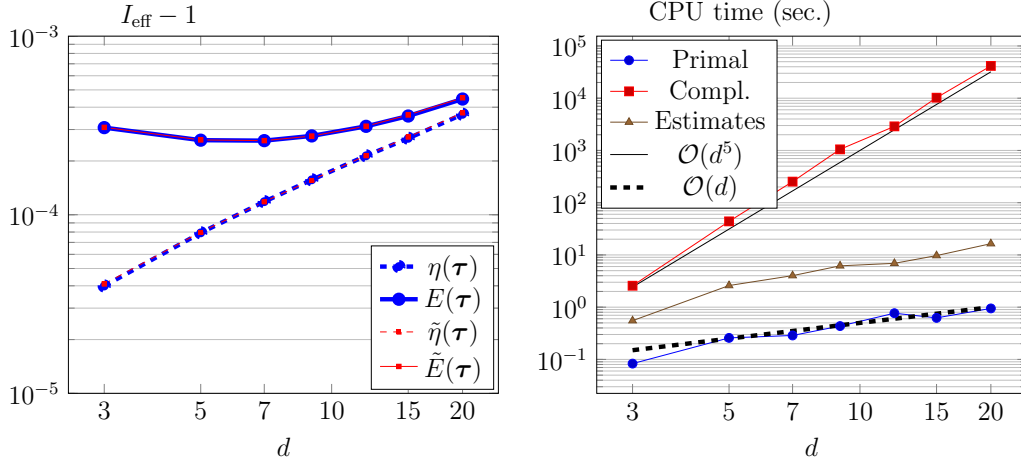 I_eff − 1
10^−3
10^−4
10^−5
3 5 7 10 15 20
d
η(τ)
E(τ)
η̃(τ)
Ẽ(τ)
CPU time (sec.)
10^5
10^4
10^3
10^2
10^1
10^0
10^−1
3 5 7 10 15 20
d
Primal
Compl.
Estimates
𝒪(d^5)
𝒪(d)